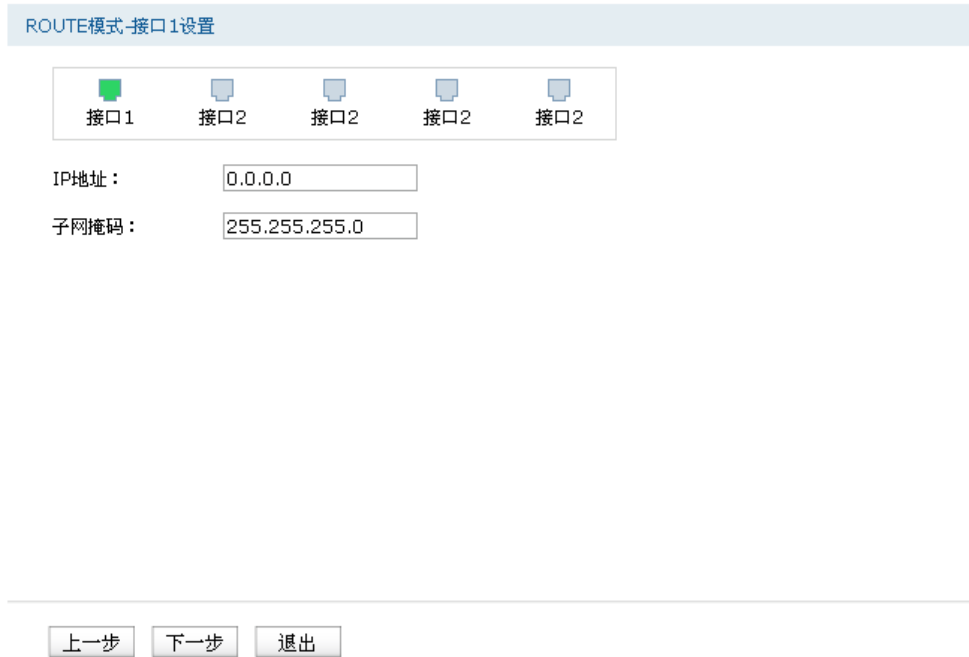 ROUTE模式-接口1设置
接口1 接口2 接口2 接口2 接口2
IP地址： 0.0.0.0
子网掩码： 255.255.255.0
上一步 下一步 退出